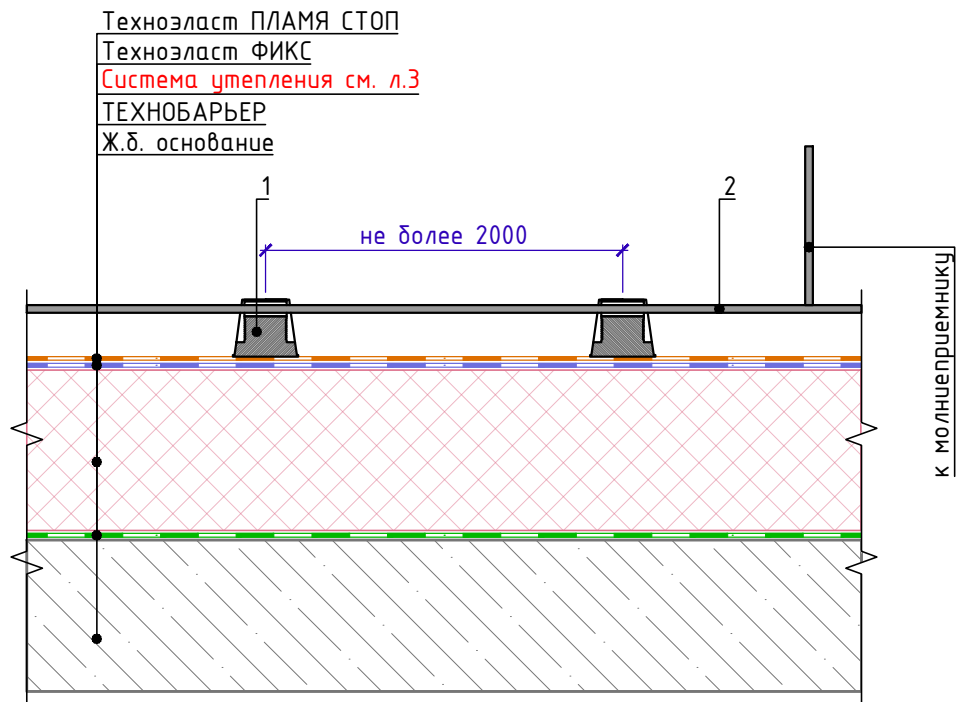 Техноэласт ПЛАМЯ СТОП
Техноэласт ФИКС
Система утепления см. л.3
ТЕХНОБАРЬЕР
Ж.б. основание
1
2
не более 2000
к молниеприемнику